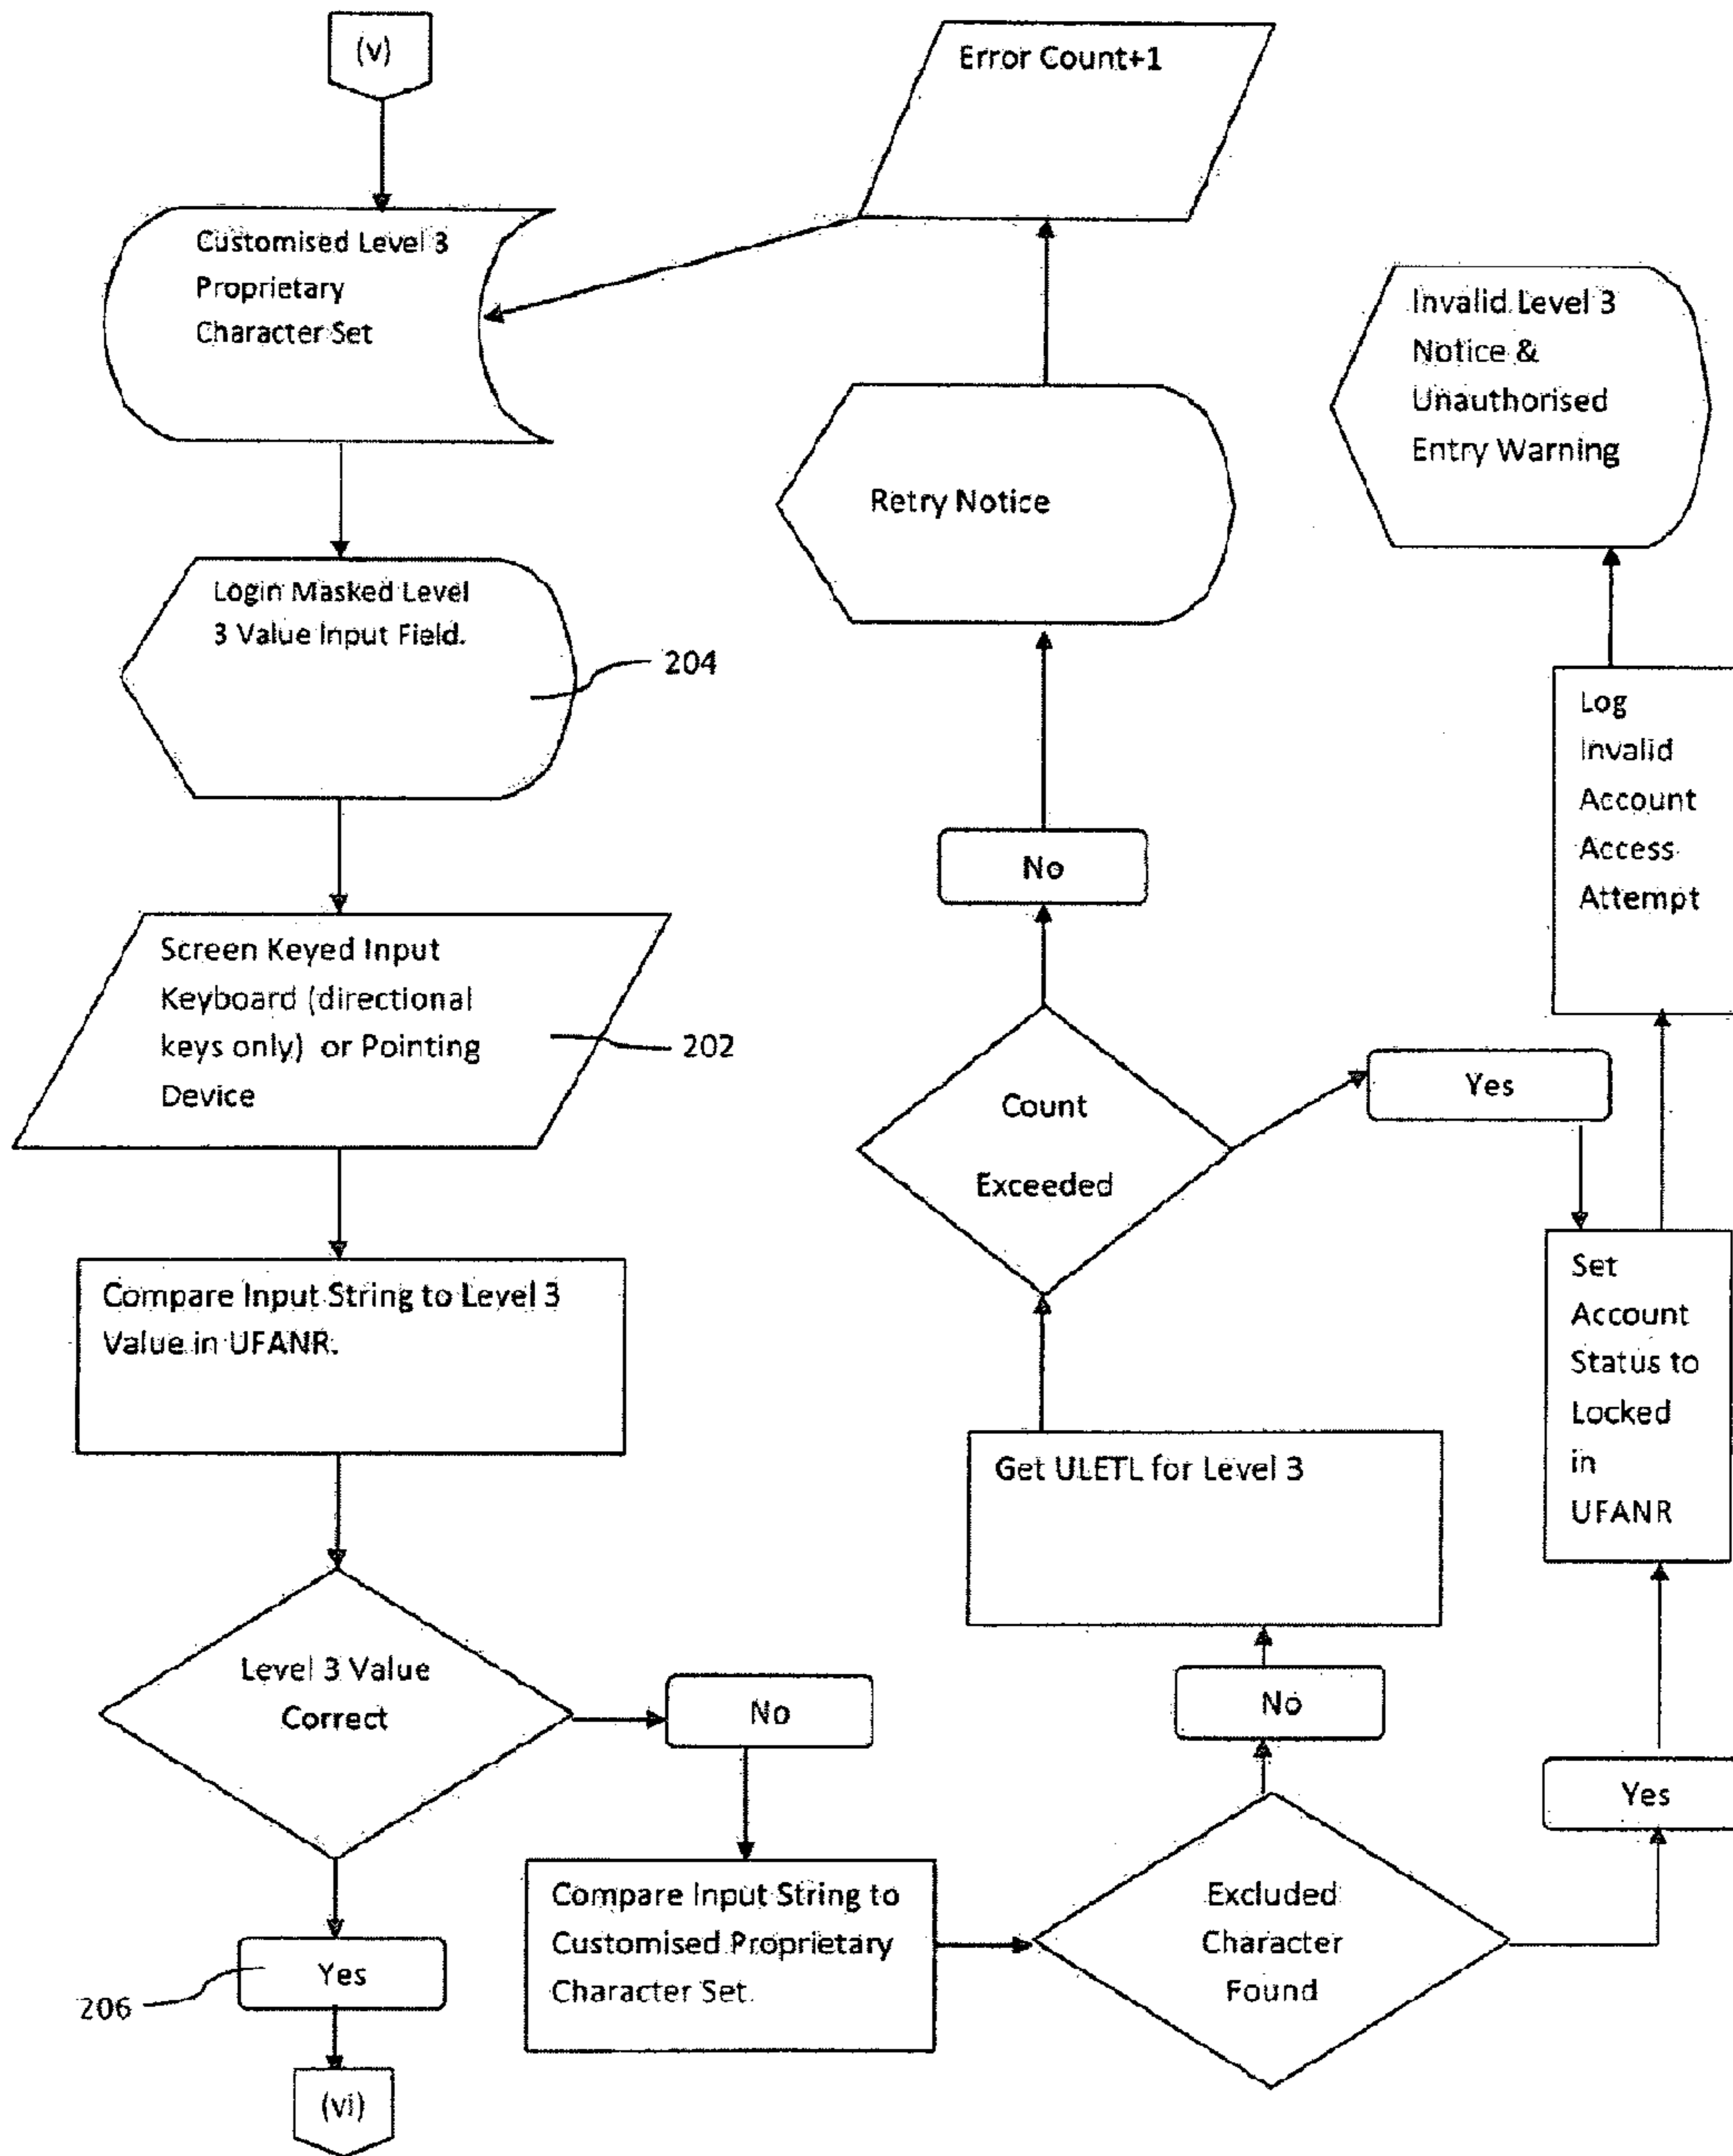 (v)
Error Count+1
Customised Level 3
Proprietary
Character Set
Invalid Level 3
Notice &
Unauthorised
Entry Warning
Retry Notice
Login Masked Level
3 Value Input Field.
204
Log
Invalid
Account
Access
Attempt
No
Screen Keyed Input
Keyboard (directional
keys only) or Pointing
Device
202
Count
Exceeded
Yes
Compare Input String to Level 3
Value in UFANR.
Set
Account
Status to
Locked
in
UFANR
Get ULETL for Level 3
Level 3 Value
Correct
No
No
Yes
Compare Input String to
Customised Proprietary
Character Set.
Excluded
Character
Found
Yes
206
(vi)